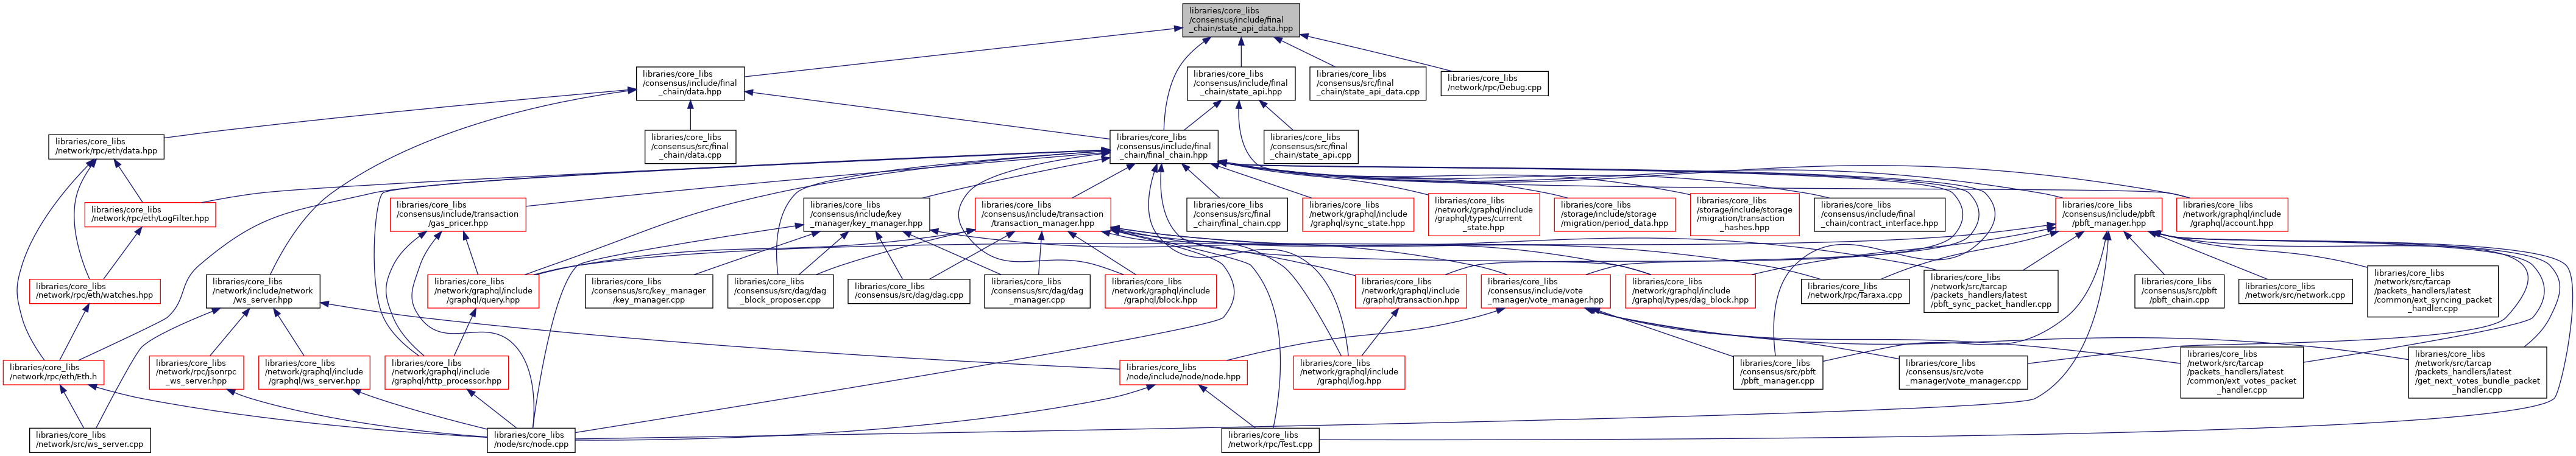 libraries/core_libs
/consensus/include/final
_chain/state_api_data.hpp
libraries/core_libs
/consensus/include/final
_chain/data.hpp
libraries/core_libs
/consensus/include/final
_chain/state_api.hpp
libraries/core_libs
/consensus/src/final
_chain/state_api_data.cpp
libraries/core_libs
/network/rpc/Debug.cpp
libraries/core_libs
/network/rpc/eth/data.hpp
libraries/core_libs
/consensus/src/final
_chain/data.cpp
libraries/core_libs
/consensus/include/final
_chain/final_chain.hpp
libraries/core_libs
/consensus/src/final
_chain/state_api.cpp
libraries/core_libs
/network/rpc/eth/LogFilter.hpp
libraries/core_libs
/consensus/include/transaction
/gas_pricer.hpp
libraries/core_libs
/consensus/include/key
_manager/key_manager.hpp
libraries/core_libs
/consensus/include/transaction
/transaction_manager.hpp
libraries/core_libs
/consensus/src/final
_chain/final_chain.cpp
libraries/core_libs
/network/graphql/include
/graphql/sync_state.hpp
libraries/core_libs
/network/graphql/include
/graphql/types/current
_state.hpp
libraries/core_libs
/storage/include/storage
/migration/period_data.hpp
libraries/core_libs
/storage/include/storage
/migration/transaction
_hashes.hpp
libraries/core_libs
/consensus/include/final
_chain/contract_interface.hpp
libraries/core_libs
/consensus/include/pbft
/pbft_manager.hpp
libraries/core_libs
/network/graphql/include
/graphql/account.hpp
libraries/core_libs
/network/rpc/eth/watches.hpp
libraries/core_libs
/network/include/network
/ws_server.hpp
libraries/core_libs
/network/graphql/include
/graphql/query.hpp
libraries/core_libs
/consensus/src/key_manager
/key_manager.cpp
libraries/core_libs
/consensus/src/dag/dag
_block_proposer.cpp
libraries/core_libs
/consensus/src/dag/dag.cpp
libraries/core_libs
/consensus/src/dag/dag
_manager.cpp
libraries/core_libs
/network/graphql/include
/graphql/block.hpp
libraries/core_libs
/network/graphql/include
/graphql/transaction.hpp
libraries/core_libs
/consensus/include/vote
_manager/vote_manager.hpp
libraries/core_libs
/network/graphql/include
/graphql/types/dag_block.hpp
libraries/core_libs
/network/rpc/Taraxa.cpp
libraries/core_libs
/network/src/tarcap
/packets_handlers/latest
/pbft_sync_packet_handler.cpp
libraries/core_libs
/consensus/src/pbft
/pbft_chain.cpp
libraries/core_libs
/network/src/network.cpp
libraries/core_libs
/network/src/tarcap
/packets_handlers/latest
/common/ext_syncing_packet
_handler.cpp
libraries/core_libs
/network/rpc/eth/Eth.h
libraries/core_libs
/network/rpc/jsonrpc
_ws_server.hpp
libraries/core_libs
/network/graphql/include
/graphql/ws_server.hpp
libraries/core_libs
/network/graphql/include
/graphql/http_processor.hpp
libraries/core_libs
/node/include/node/node.hpp
libraries/core_libs
/network/graphql/include
/graphql/log.hpp
libraries/core_libs
/consensus/src/pbft
/pbft_manager.cpp
libraries/core_libs
/consensus/src/vote
_manager/vote_manager.cpp
libraries/core_libs
/network/src/tarcap
/packets_handlers/latest
/common/ext_votes_packet
_handler.cpp
libraries/core_libs
/network/src/tarcap
/packets_handlers/latest
/get_next_votes_bundle_packet
_handler.cpp
libraries/core_libs
/network/src/ws_server.cpp
libraries/core_libs
/node/src/node.cpp
libraries/core_libs
/network/rpc/Test.cpp